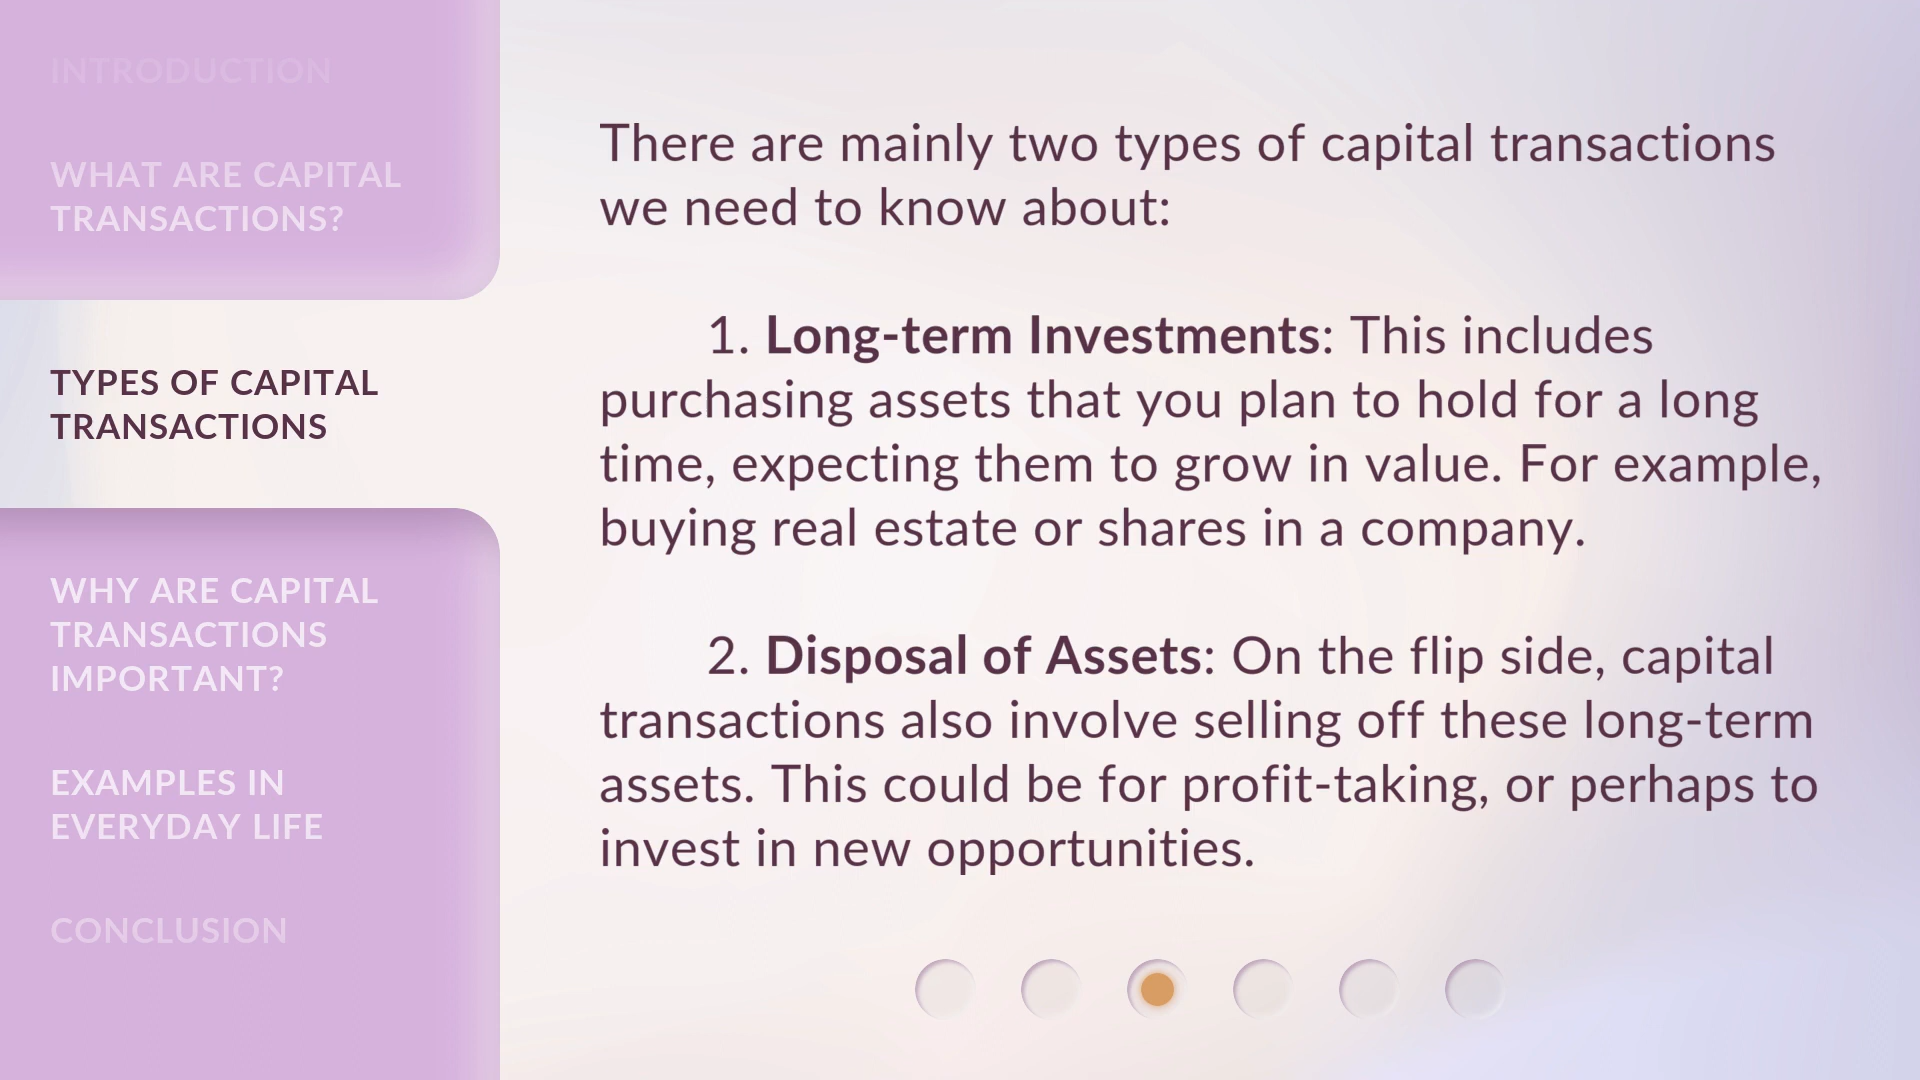 INTRODUCTION
WHAT ARE CAPITAL
TRANSACTIONS?
TYPES OF CAPITAL
TRANSACTIONS
WHY ARE CAPITAL
TRANSACTIONS
IMPORTANT?
EXAMPLES IN
EVERYDAY LIFE
CONCLUSION
There are mainly two types of capital transactions
we need to know about:
1. Long-term Investments: This includes
purchasing assets that you plan to hold for a long
time, expecting them to grow in value. For example,
buying real estate or shares in a company.
2. Disposal of Assets: On the flip side, capital
transactions also involve selling off these long-term
assets. This could be for profit-taking, or perhaps to
invest in new opportunities.